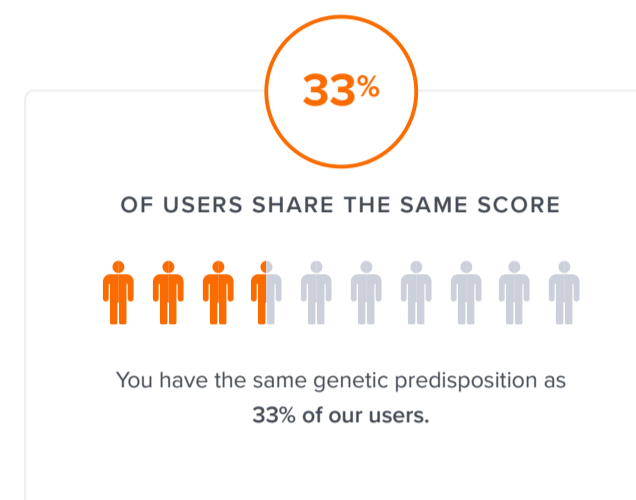 33%
OF USERS SHARE THE SAME SCORE
You have the same genetic predisposition as
33% of our users.